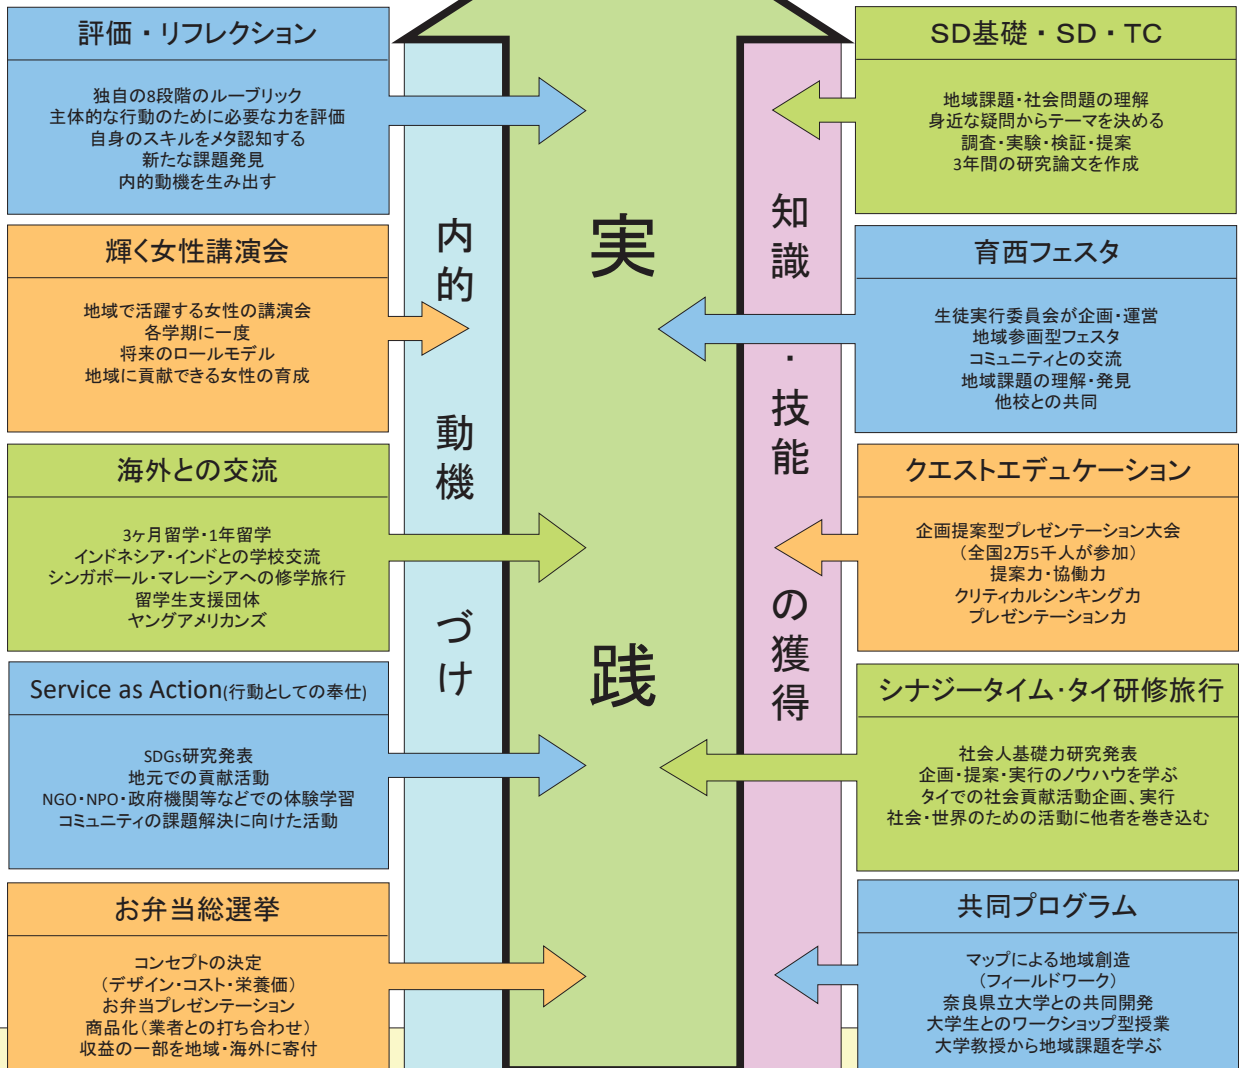 評価・リフレクション
独自の8段階のルーブリック
主体的な行動のために必要な力を評価
自身のスキルをメタ認知する
新たな課題発見
内的動機を生み出す
輝く女性講演会
地域で活躍する女性の講演会
各学期に一度
将来のロールモデル
地域に貢献できる女性の育成
海外との交流
3ヶ月留学・1年留学
インドネシア・インドとの学校交流
シンガポール・マレーシアへの修学旅行
留学生支援団体
ヤングアメリカンズ
Service as Action(行動としての奉仕)
SDGs研究発表
地元での貢献活動
NGO・NPO・政府機関等などでの体験学習
コミュニティの課題解決に向けた活動
お弁当総選挙
コンセプトの決定
(デザイン・コスト・栄養価)
お弁当プレゼンテーション
商品化(業者との打ち合わせ)
収益の一部を地域・海外に寄付
内的動機づけ
実践
知識・技能の獲得
SD基礎・SD・TC
地域課題・社会問題の理解
身近な疑問からテーマを決める
調査・実験・検証・提案
3年間の研究論文を作成
育西フェスタ
生徒実行委員会が企画・運営
地域参画型フェスタ
コミュニティとの交流
地域課題の理解・発見
他校との共同
クエストエデュケーション
企画提案型プレゼンテーション大会
(全国2万5千人が参加)
提案力・協働力
クリティカルシンキング力
プレゼンテーション力
シナジータイム・タイ研修旅行
社会人基礎力研究発表
企画・提案・実行のノウハウを学ぶ
タイでの社会貢献活動企画、実行
社会・世界のための活動に他者を巻き込む
共同プログラム
マップによる地域創造
(フィールドワーク)
奈良県立大学との共同開発
大学生とのワークショップ型授業
大学教授から地域課題を学ぶ